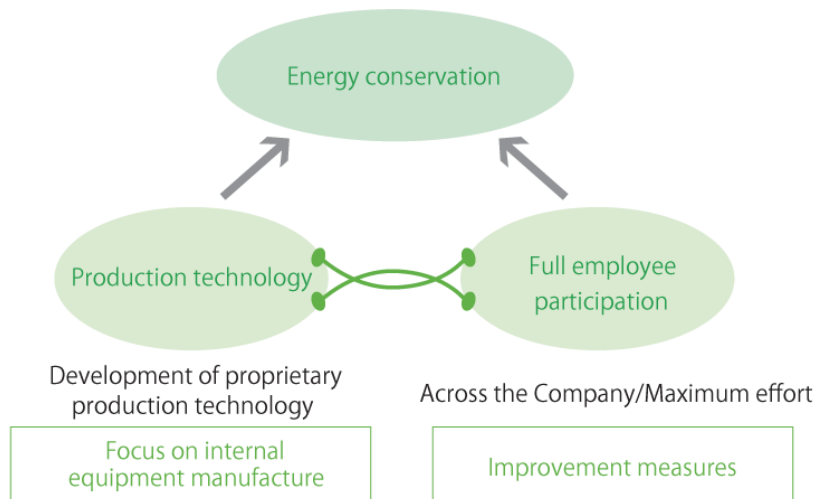 Energy conservation
Production technology
Full employee
participation
Development of proprietary
production technology
Across the Company/Maximum effort
Focus on internal
equipment manufacture
Improvement measures